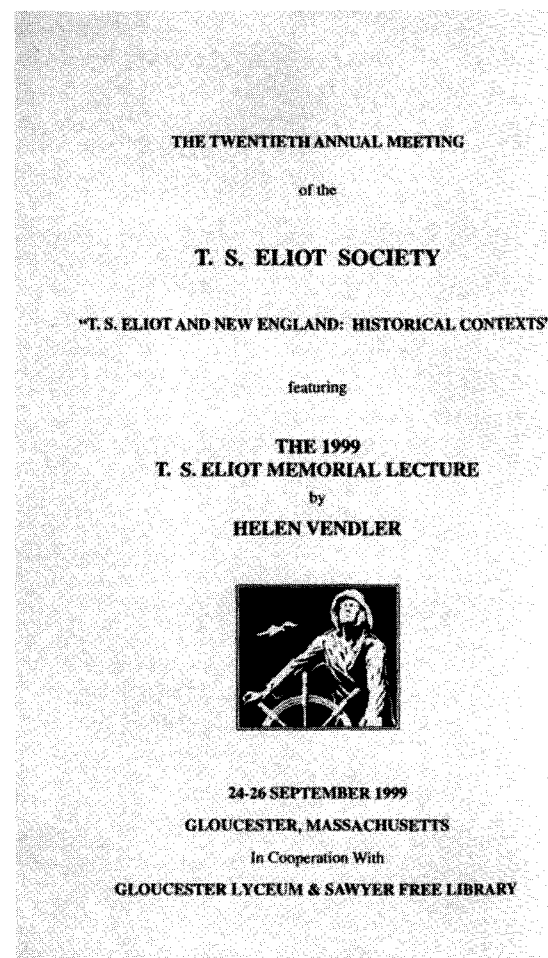 THE TWENTIETH ANNUAL MEETING
of the
T. S. ELIOT SOCIETY
"T. S. ELIOT AND NEW ENGLAND: HISTORICAL CONTEXTS"
featuring
THE 1999
T. S. ELIOT MEMORIAL LECTURE
by
HELEN VENDLER
24-26 SEPTEMBER 1999
GLOUCESTER, MASSACHUSETTS
In Cooperation With
GLOUCESTER LYCEUM & SAWYER FREE LIBRARY